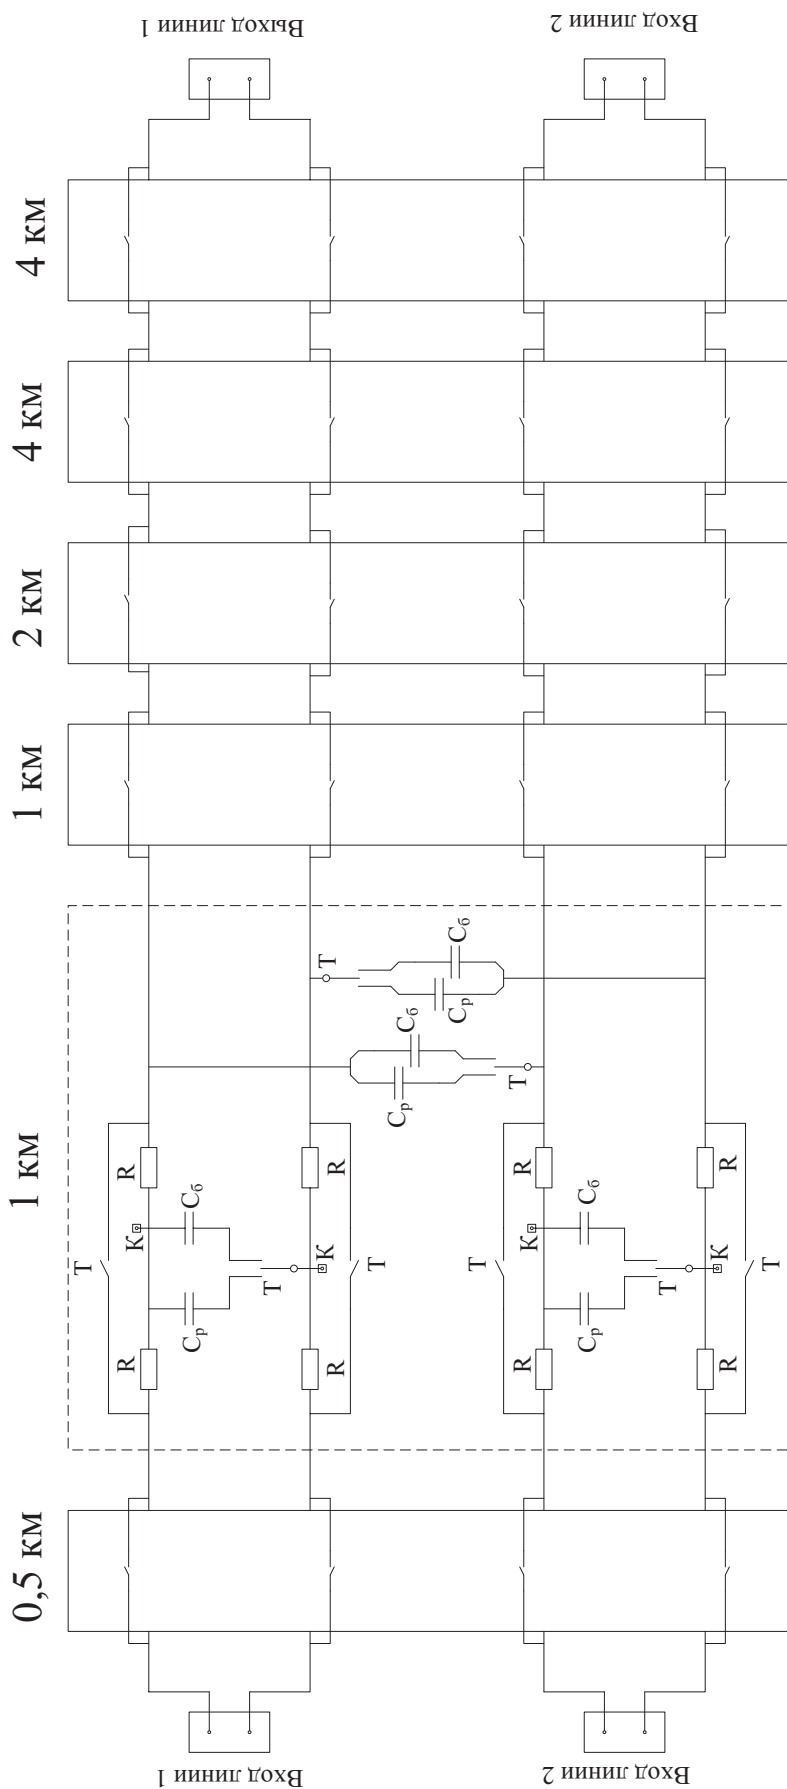 0,5 км
1 км
1 км
2 км
4 км
4 км
Вход линии 1
Выход линии 1
T
R
К
R
Cр
Cб
T
К
R
R
T
T
Cр
Cб
Cр
Cб
T
T
R
К
R
Cр
Cб
T
К
R
R
T
Вход линии 2
Вход линии 2